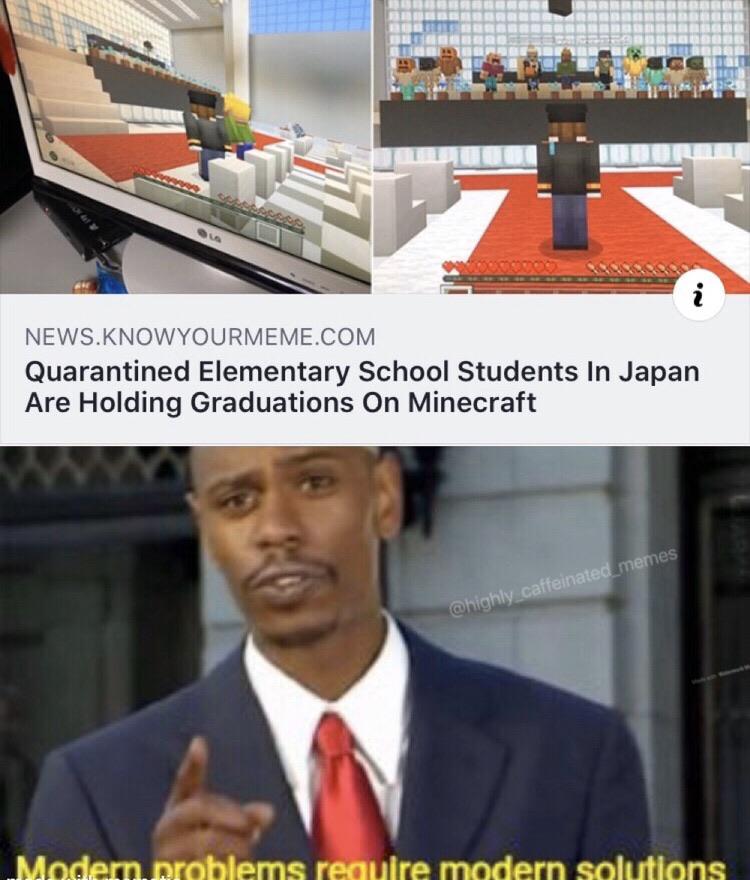 LG
i
NEWS.KNOWYOURMEME.COM
Quarantined Elementary School Students In Japan
Are Holding Graduations On Minecraft
@highly_caffeinated_memes
Modern problems require modern solutions